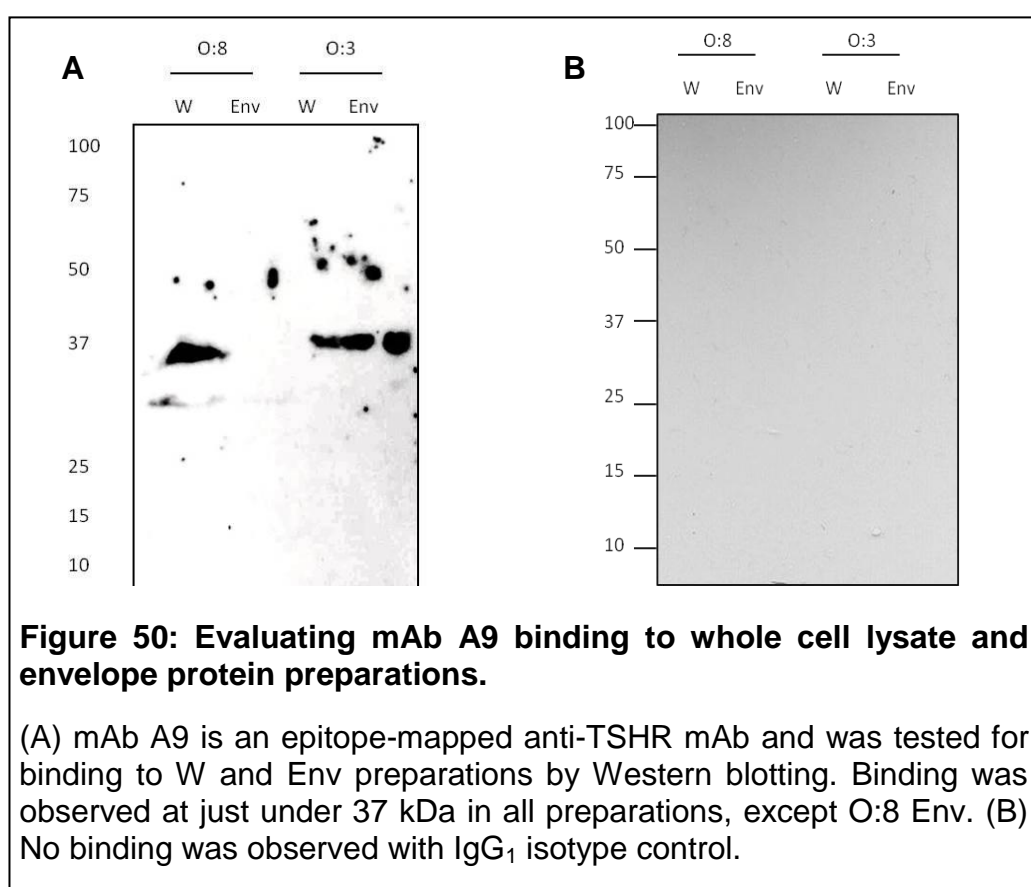 A
O:8 O:3
W Env W Env
100
75
50
37
25
15
10
B
O:8 O:3
W Env W Env
100
75
50
37
25
15
10
Figure 50: Evaluating mAb A9 binding to whole cell lysate and
envelope protein preparations.
(A) mAb A9 is an epitope-mapped anti-TSHR mAb and was tested for
binding to W and Env preparations by Western blotting. Binding was
observed at just under 37 kDa in all preparations, except O:8 Env. (B)
No binding was observed with IgG₁ isotype control.